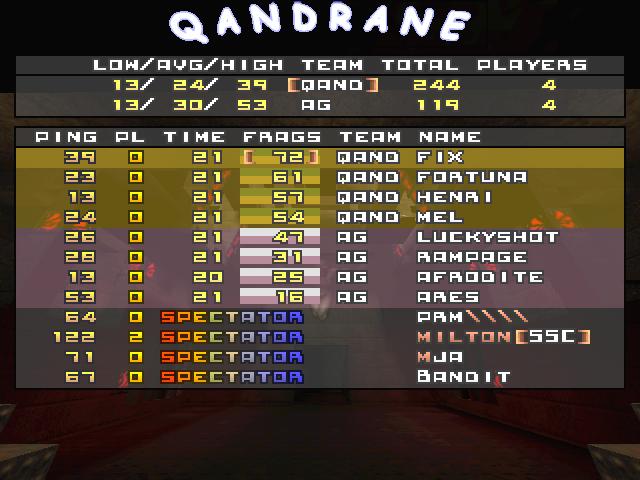 QANDRANE
LOW/AVG/HIGH TEAM TOTAL PLAYERS
13/ 24/ 39 [QAND] 244 4
13/ 30/ 53 AG 119 4
PING PL TIME FRAGS TEAM NAME
39 0 21 [ 72 ] QAND FIX
23 0 21 61 QAND FORTUNA
13 0 21 57 QAND HENRI
24 0 21 54 QAND MEL
26 0 21 47 AG LUCKYSHOT
28 0 21 31 AG RAMPAGE
13 0 20 25 AG AFRODITE
53 0 21 16 AG ARES
64 0 SPECTATOR PRM\\\\
122 2 SPECTATOR MILTON[SSC]
71 0 SPECTATOR MJA
67 0 SPECTATOR BANDIT